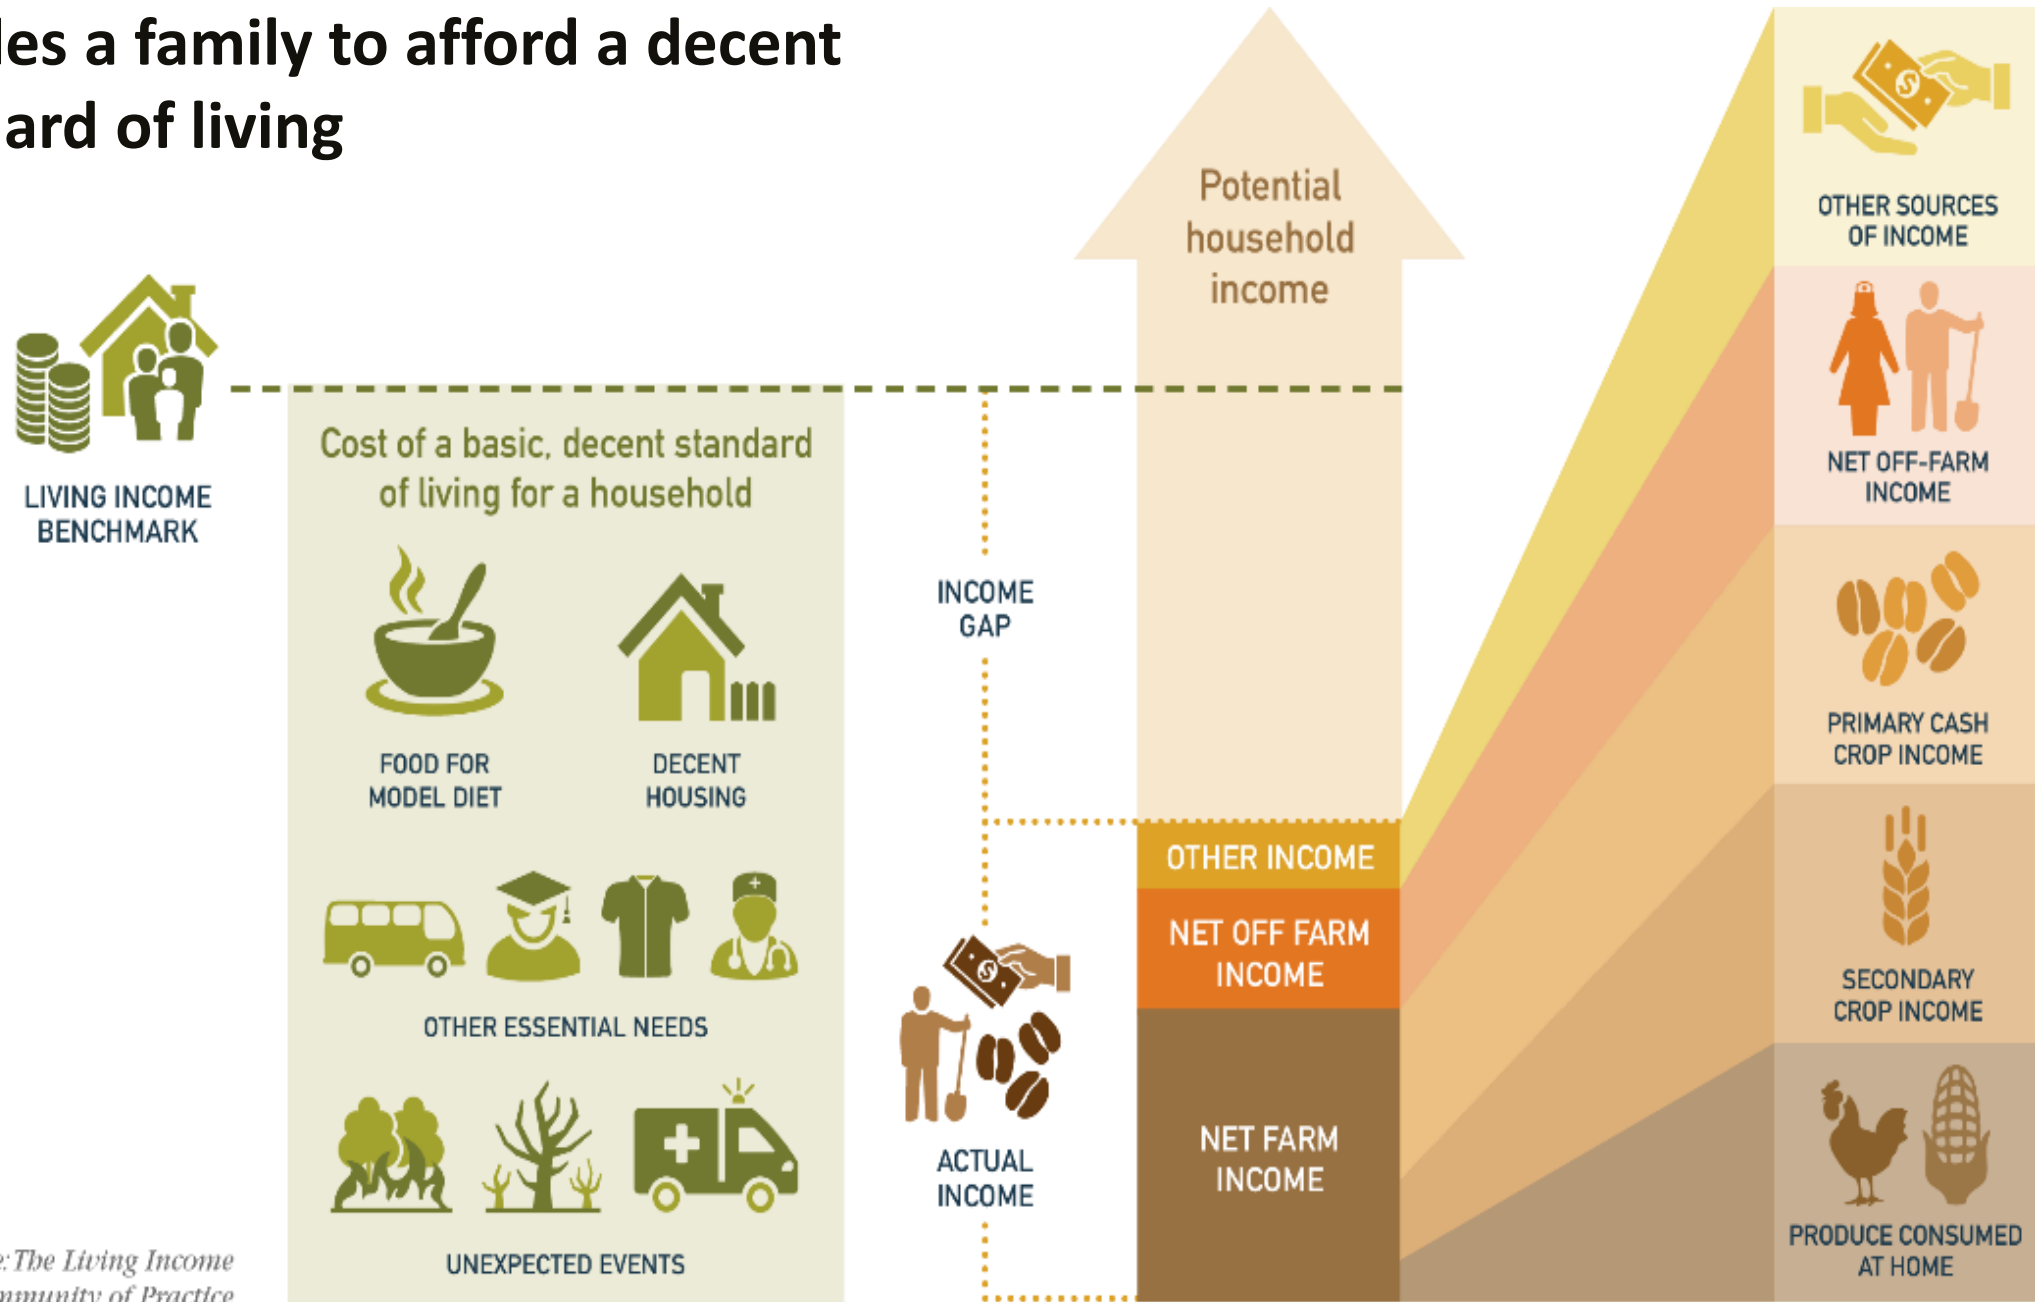 les a family to afford a decent
ard of living
Potential
household
income
OTHER SOURCES
OF INCOME
NET OFF-FARM
INCOME
PRIMARY CASH
CROP INCOME
SECONDARY
CROP INCOME
PRODUCE CONSUMED
AT HOME
LIVING INCOME
BENCHMARK
Cost of a basic, decent standard
of living for a household
FOOD FOR
MODEL DIET
DECENT
HOUSING
OTHER ESSENTIAL NEEDS
UNEXPECTED EVENTS
INCOME
GAP
ACTUAL
INCOME
OTHER INCOME
NET OFF FARM
INCOME
NET FARM
INCOME
e: The Living Income
mmunity of Practice